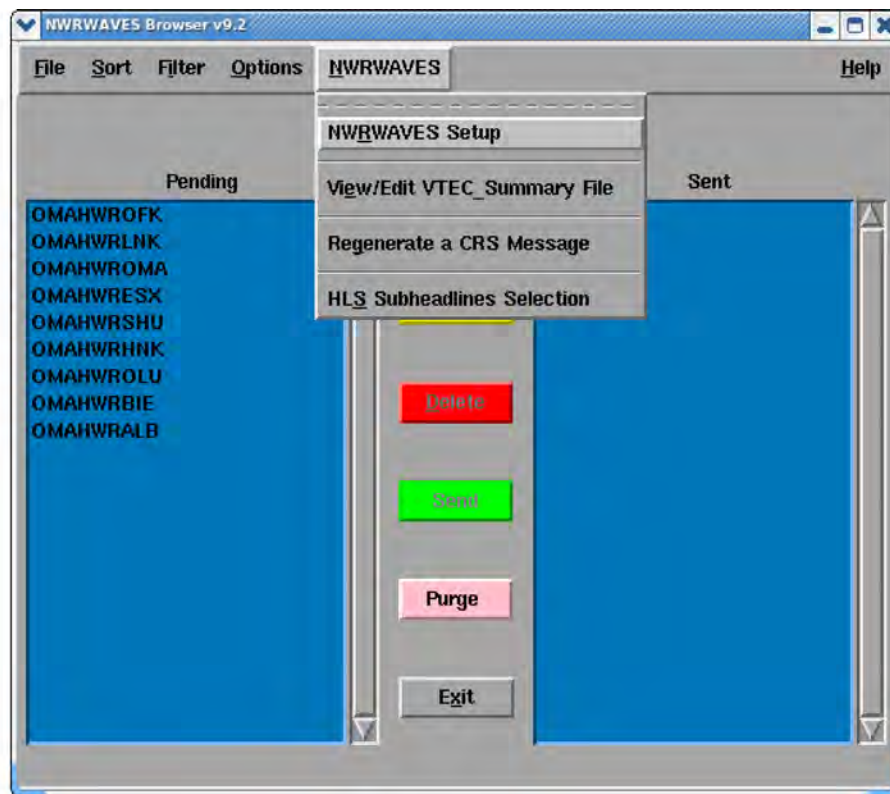 NWRWAVES Browser v9.2
File Sort Filter Options NWRWAVES Help
NWRWAVES Setup
View/Edit VTEC_Summary File
Regenerate a CRS Message
HLS Subheadlines Selection
Pending Sent
OMAHWROFK
OMAHWRLNK
OMAHWROMA
OMAHWRESX
OMAHWRSHU
OMAHWRHNK
OMAHWROLU
OMAHWRBIE
OMAHWRALB
Delete
Send
Purge
Exit